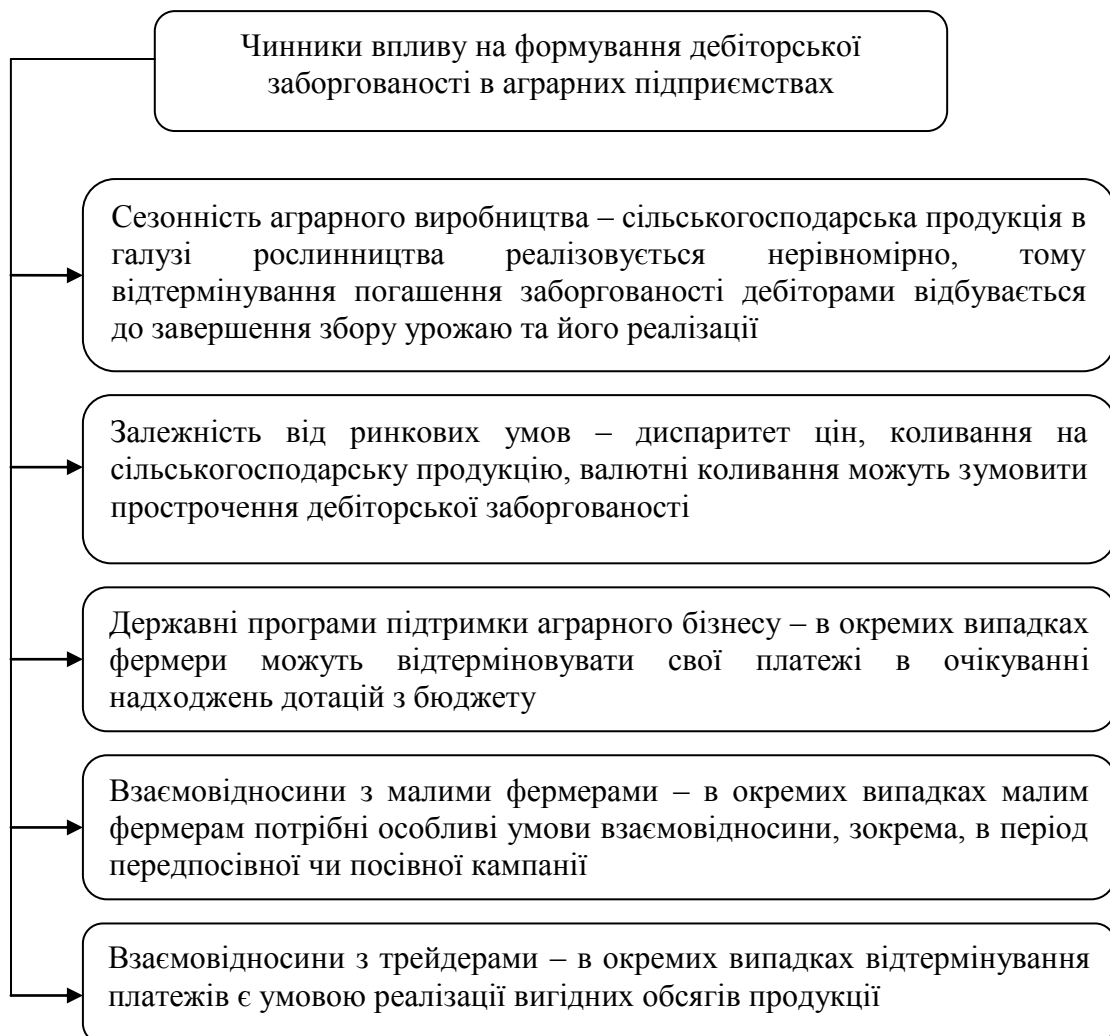 Чинники впливу на формування дебіторської
заборгованості в аграрних підприємствах
Сезонність аграрного виробництва – сільськогосподарська продукція в
галузі рослинництва реалізовується нерівномірно, тому
відтермінування погашення заборгованості дебіторами відбувається
до завершення збору урожаю та його реалізації
Залежність від ринкових умов – диспаритет цін, коливання на
сільськогосподарську продукцію, валютні коливання можуть зумовити
прострочення дебіторської заборгованості
Державні програми підтримки аграрного бізнесу – в окремих випадках
фермери можуть відтерміновувати свої платежі в очікуванні
надходжень дотацій з бюджету
Взаємовідносини з малими фермерами – в окремих випадках малим
фермерам потрібні особливі умови взаємовідносини, зокрема, в період
передпосівної чи посівної кампанії
Взаємовідносини з трейдерами – в окремих випадках відтермінування
платежів є умовою реалізації вигідних обсягів продукції